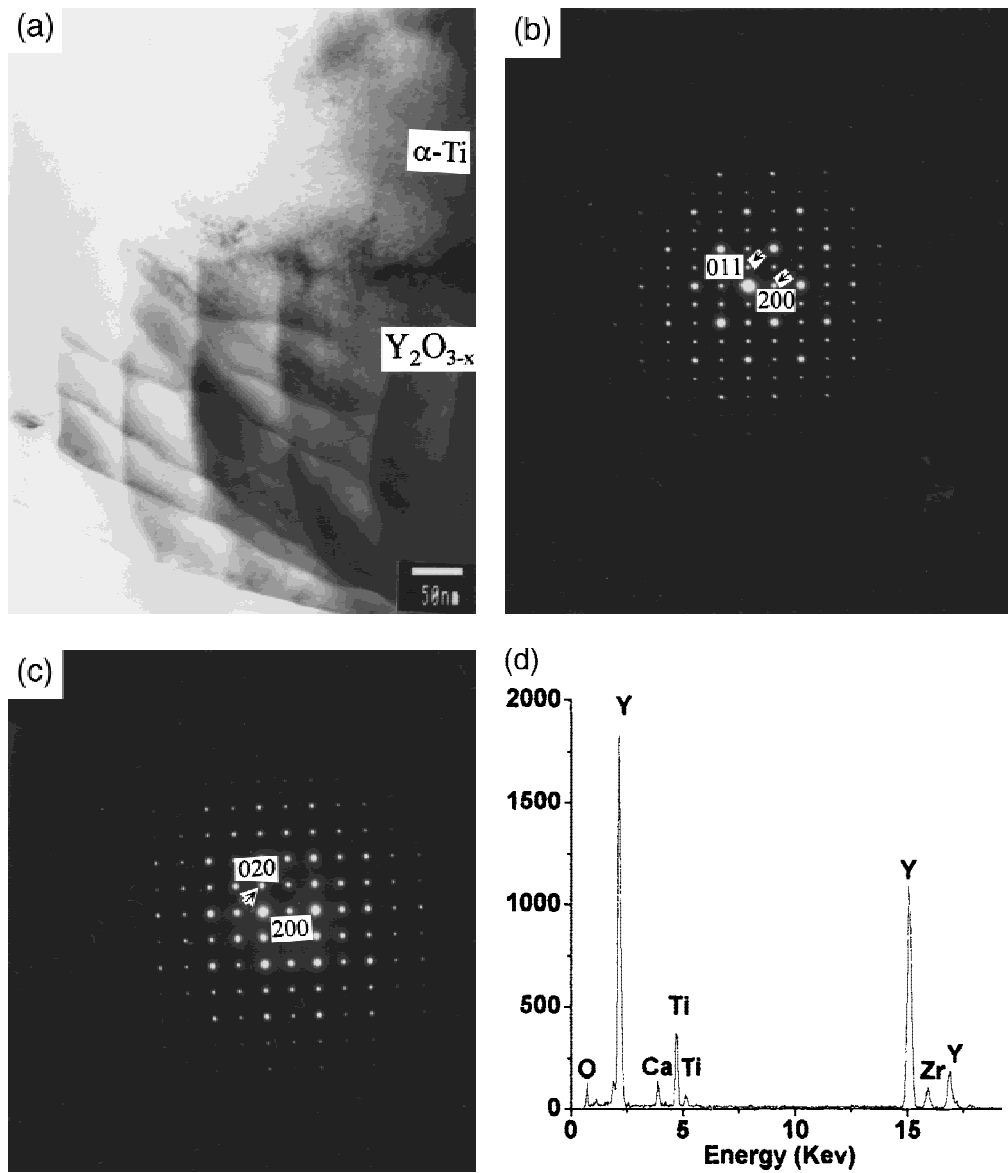 (a)
α-Ti
Y₂O₃₋ₓ
50nm
(b)
011
200
(c)
020
200
(d)
2000
1500
1000
500
0
Y
O
Ca
Ti
Ti
Y
Zr
Y
0
5
10
15
Energy (Kev)